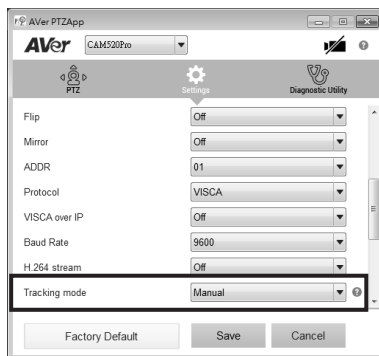 AVer PTZApp
AVer CAM520Pro
PTZ Settings Diagnostic Utility
Flip Off
Mirror Off
ADDR 01
Protocol VISCA
VISCA over IP Off
Baud Rate 9600
H.264 stream Off
Tracking mode Manual ?
Factory Default Save Cancel